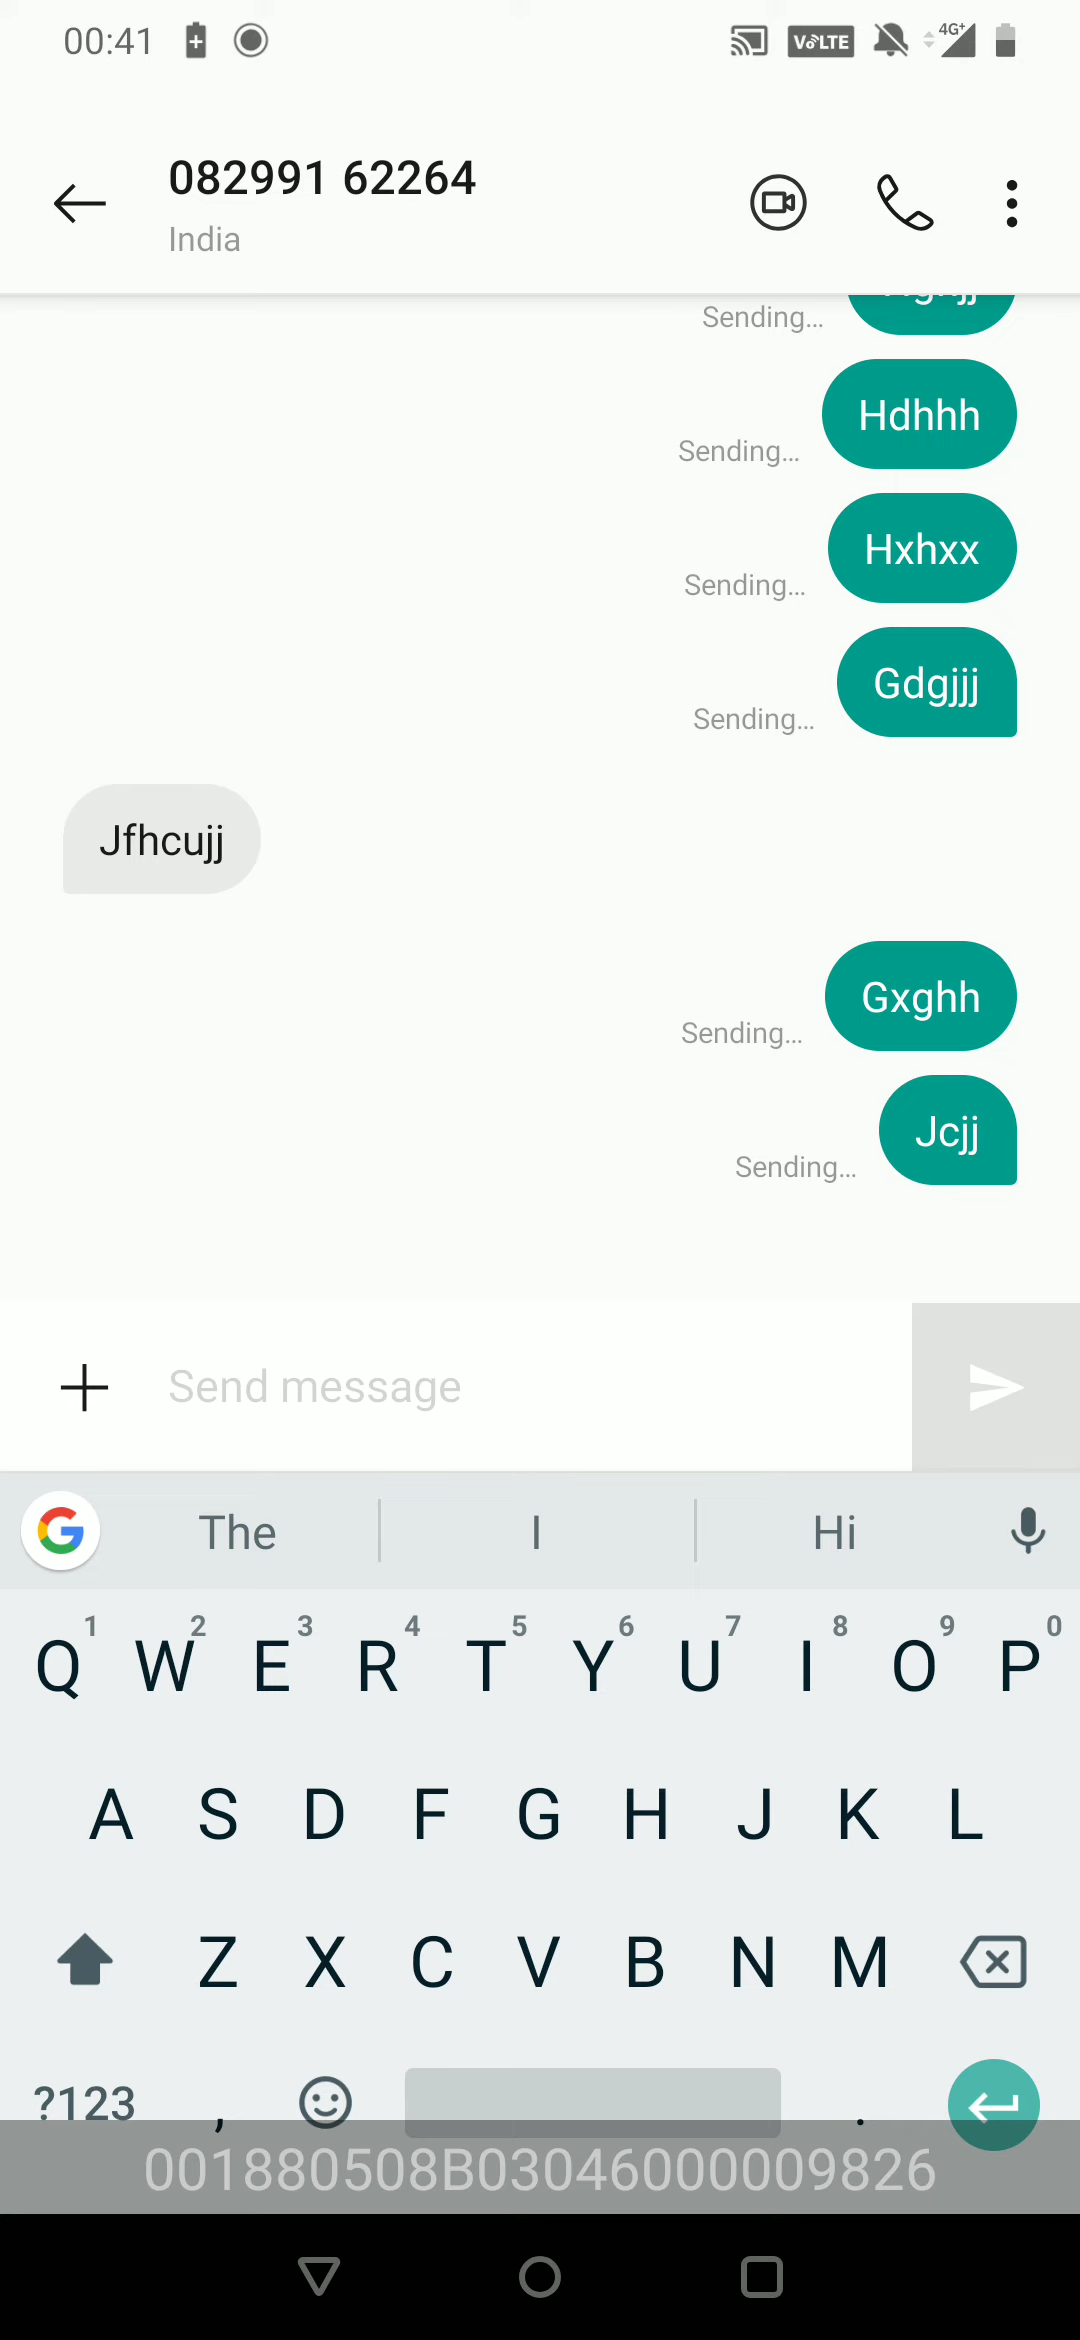 00:41
VoLTE
4G+
082991 62264
India
Sending...
Sending...
Hdhhh
Sending...
Hxhxx
Sending...
Gdgjjj
Jfhcujj
Sending...
Gxghh
Sending...
Jcjj
Send message
The I Hi
1 2 3 4 5 6 7 8 9 0
Q W E R T Y U I O P
A S D F G H J K L
Z X C V B N M
?123 , .
001880508B03046000009826